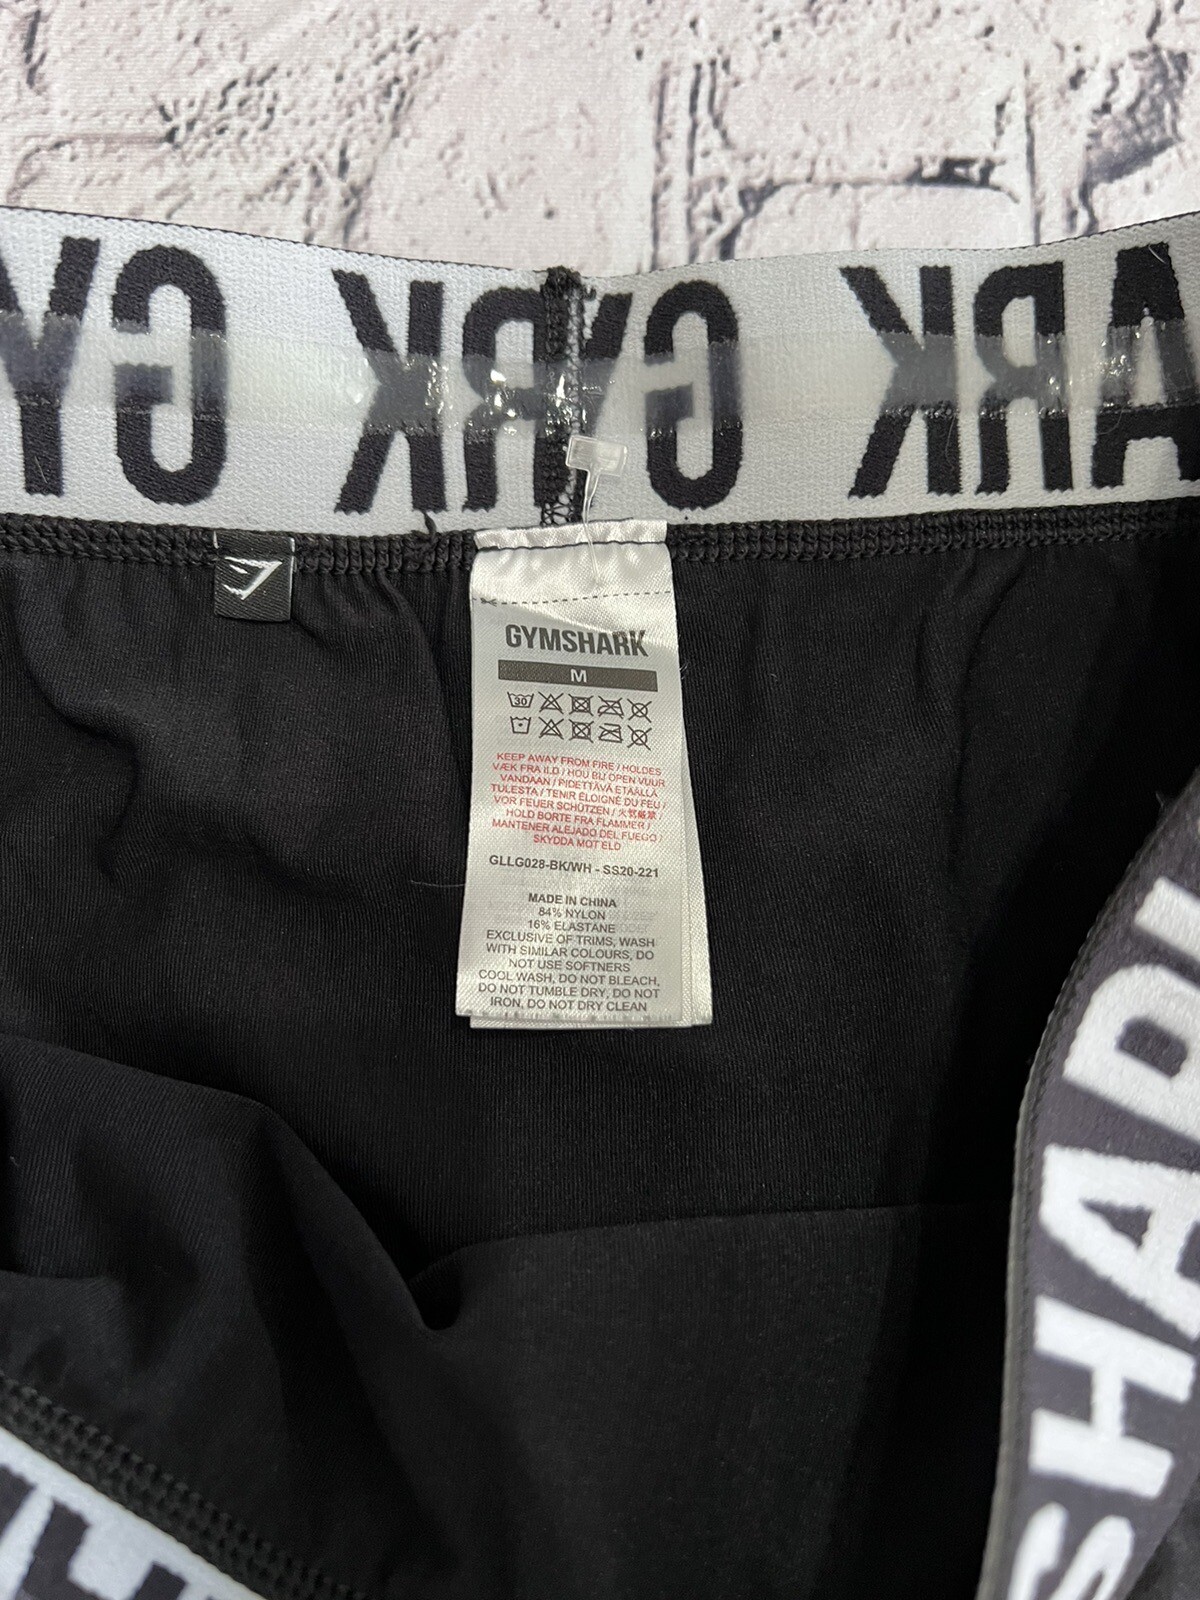 GYMSHARK
M
30
KEEP AWAY FROM FIRE / HOLDES
VÆK FRA ILD / HOU BIJ OPEN VUUR
VANDAAN / PIDETTÄVÄ ETÄÄLLÄ
TULESTA / TENIR ÉLOIGNÉ DU FEU /
VOR FEUER SCHÜTZEN / 火気厳禁
HOLD BORTE FRA FLAMMER /
MANTENER ALEJADO DEL FUEGO /
SKYDDA MOT ELD
GLLG028-BK/WH - SS20-221
MADE IN CHINA
84% NYLON
16% ELASTANE
EXCLUSIVE OF TRIMS, WASH
WITH SIMILAR COLOURS, DO
NOT USE SOFTNERS
COOL WASH, DO NOT BLEACH,
DO NOT TUMBLE DRY, DO NOT
IRON, DO NOT DRY CLEAN
GY
ARK
GY
ARK
SHARK